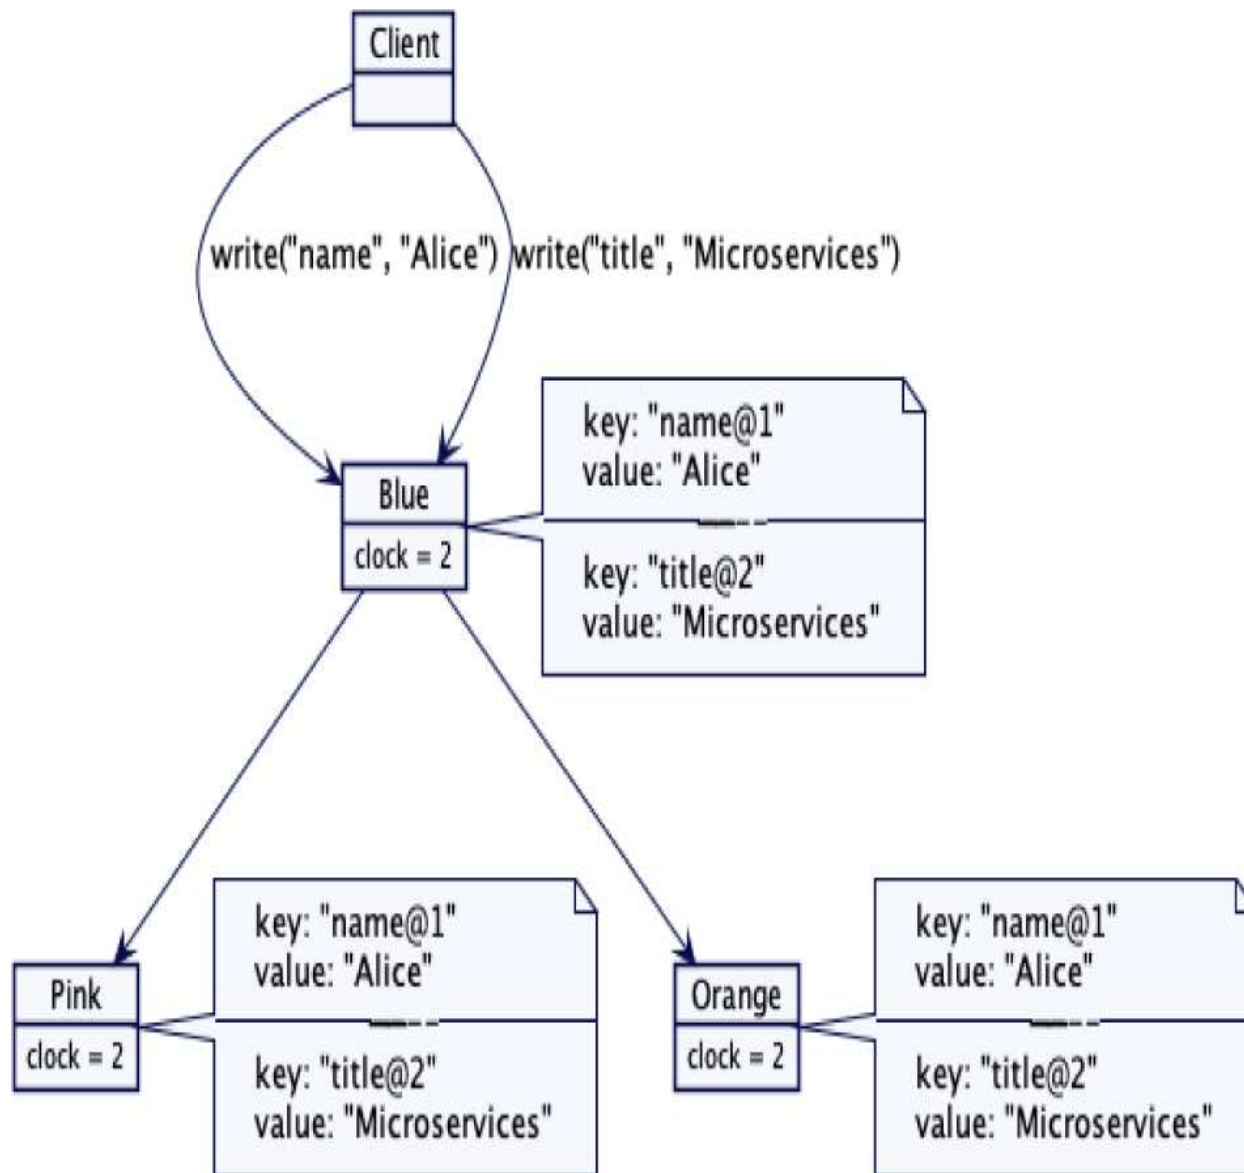 Client
write("name", "Alice")
write("title", "Microservices")
key: "name@1"
value: "Alice"
Blue
clock = 2
key: "title@2"
value: "Microservices"
key: "name@1"
value: "Alice"
Pink
clock = 2
key: "title@2"
value: "Microservices"
key: "name@1"
value: "Alice"
Orange
clock = 2
key: "title@2"
value: "Microservices"